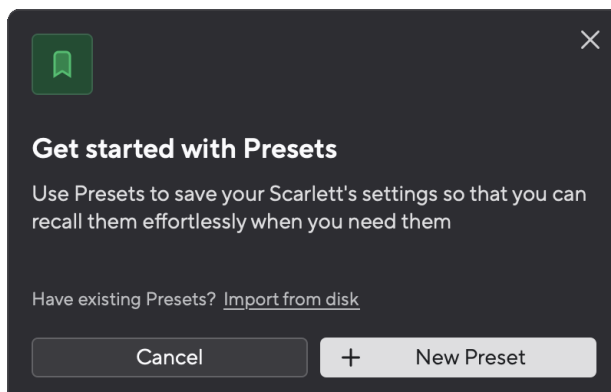 Get started with Presets
Use Presets to save your Scarlett's settings so that you can
recall them effortlessly when you need them
Have existing Presets? Import from disk
Cancel
+ New Preset